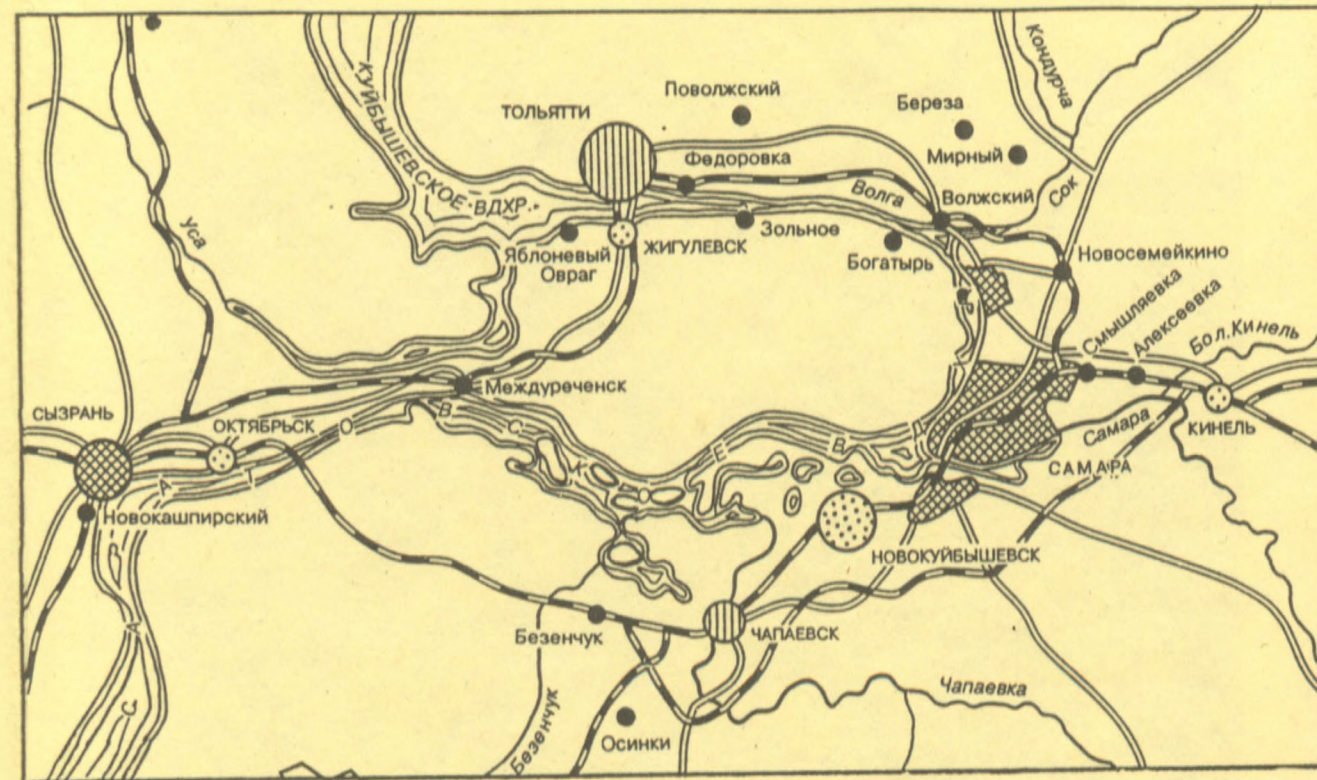 Кондурча
Поволжский
Береза
ТОЛЬЯТТИ
КУЙБЫШЕВСКОЕ ВДХР.
Мирный
Федоровка
Волга
Волжский
Сок
Уса
Зольное
Яблоневый
Овраг
ЖИГУЛЕВСК
Богатырь
Новосемейкино
Смышляевка
Алексеевка
Бол. Кинель
Междуреченск
СЫЗРАНЬ
ОКТЯБРЬСК
Самара
КИНЕЛЬ
САМАРА
САРАТОВСКОЕ В
Новокашпирский
НОВОКУЙБЫШЕВСК
Безенчук
ЧАПАЕВСК
Чапаевка
Осинки
Безенчук